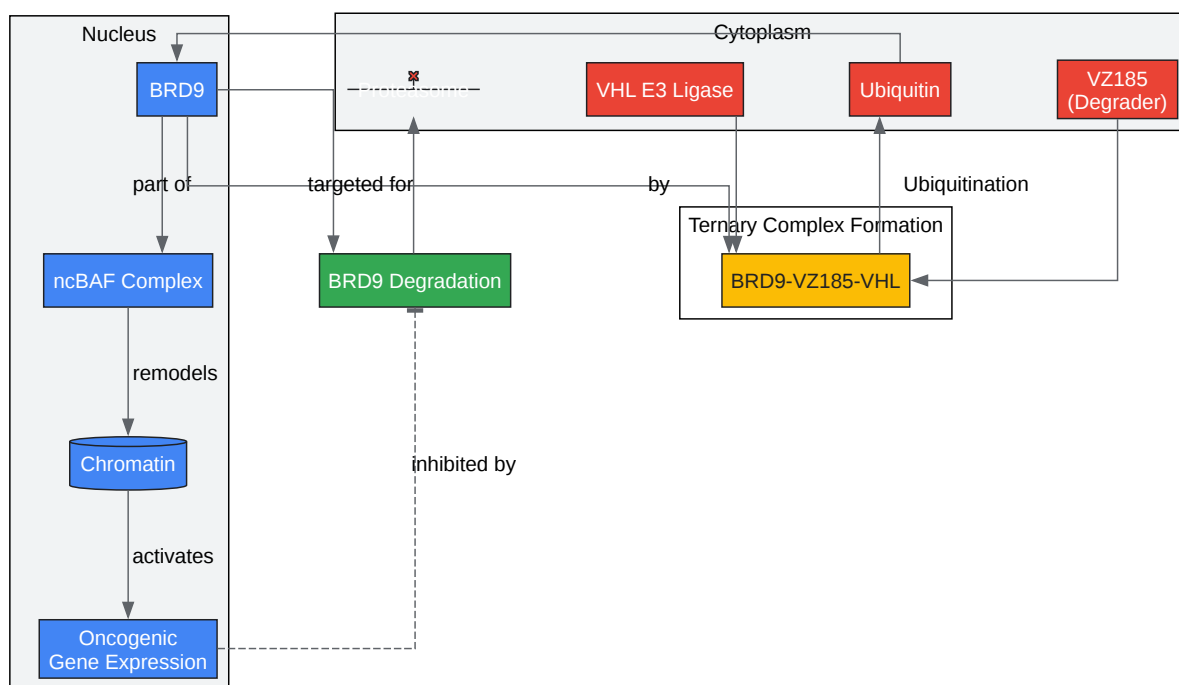 Nucleus
Cytoplasm
BRD9
Proteasome
VHL E3 Ligase
Ubiquitin
VZ185
(Degrader)
part of
targeted for
by
Ubiquitination
Ternary Complex Formation
ncBAF Complex
BRD9 Degradation
BRD9-VZ185-VHL
remodels
Chromatin
inhibited by
activates
Oncogenic
Gene Expression